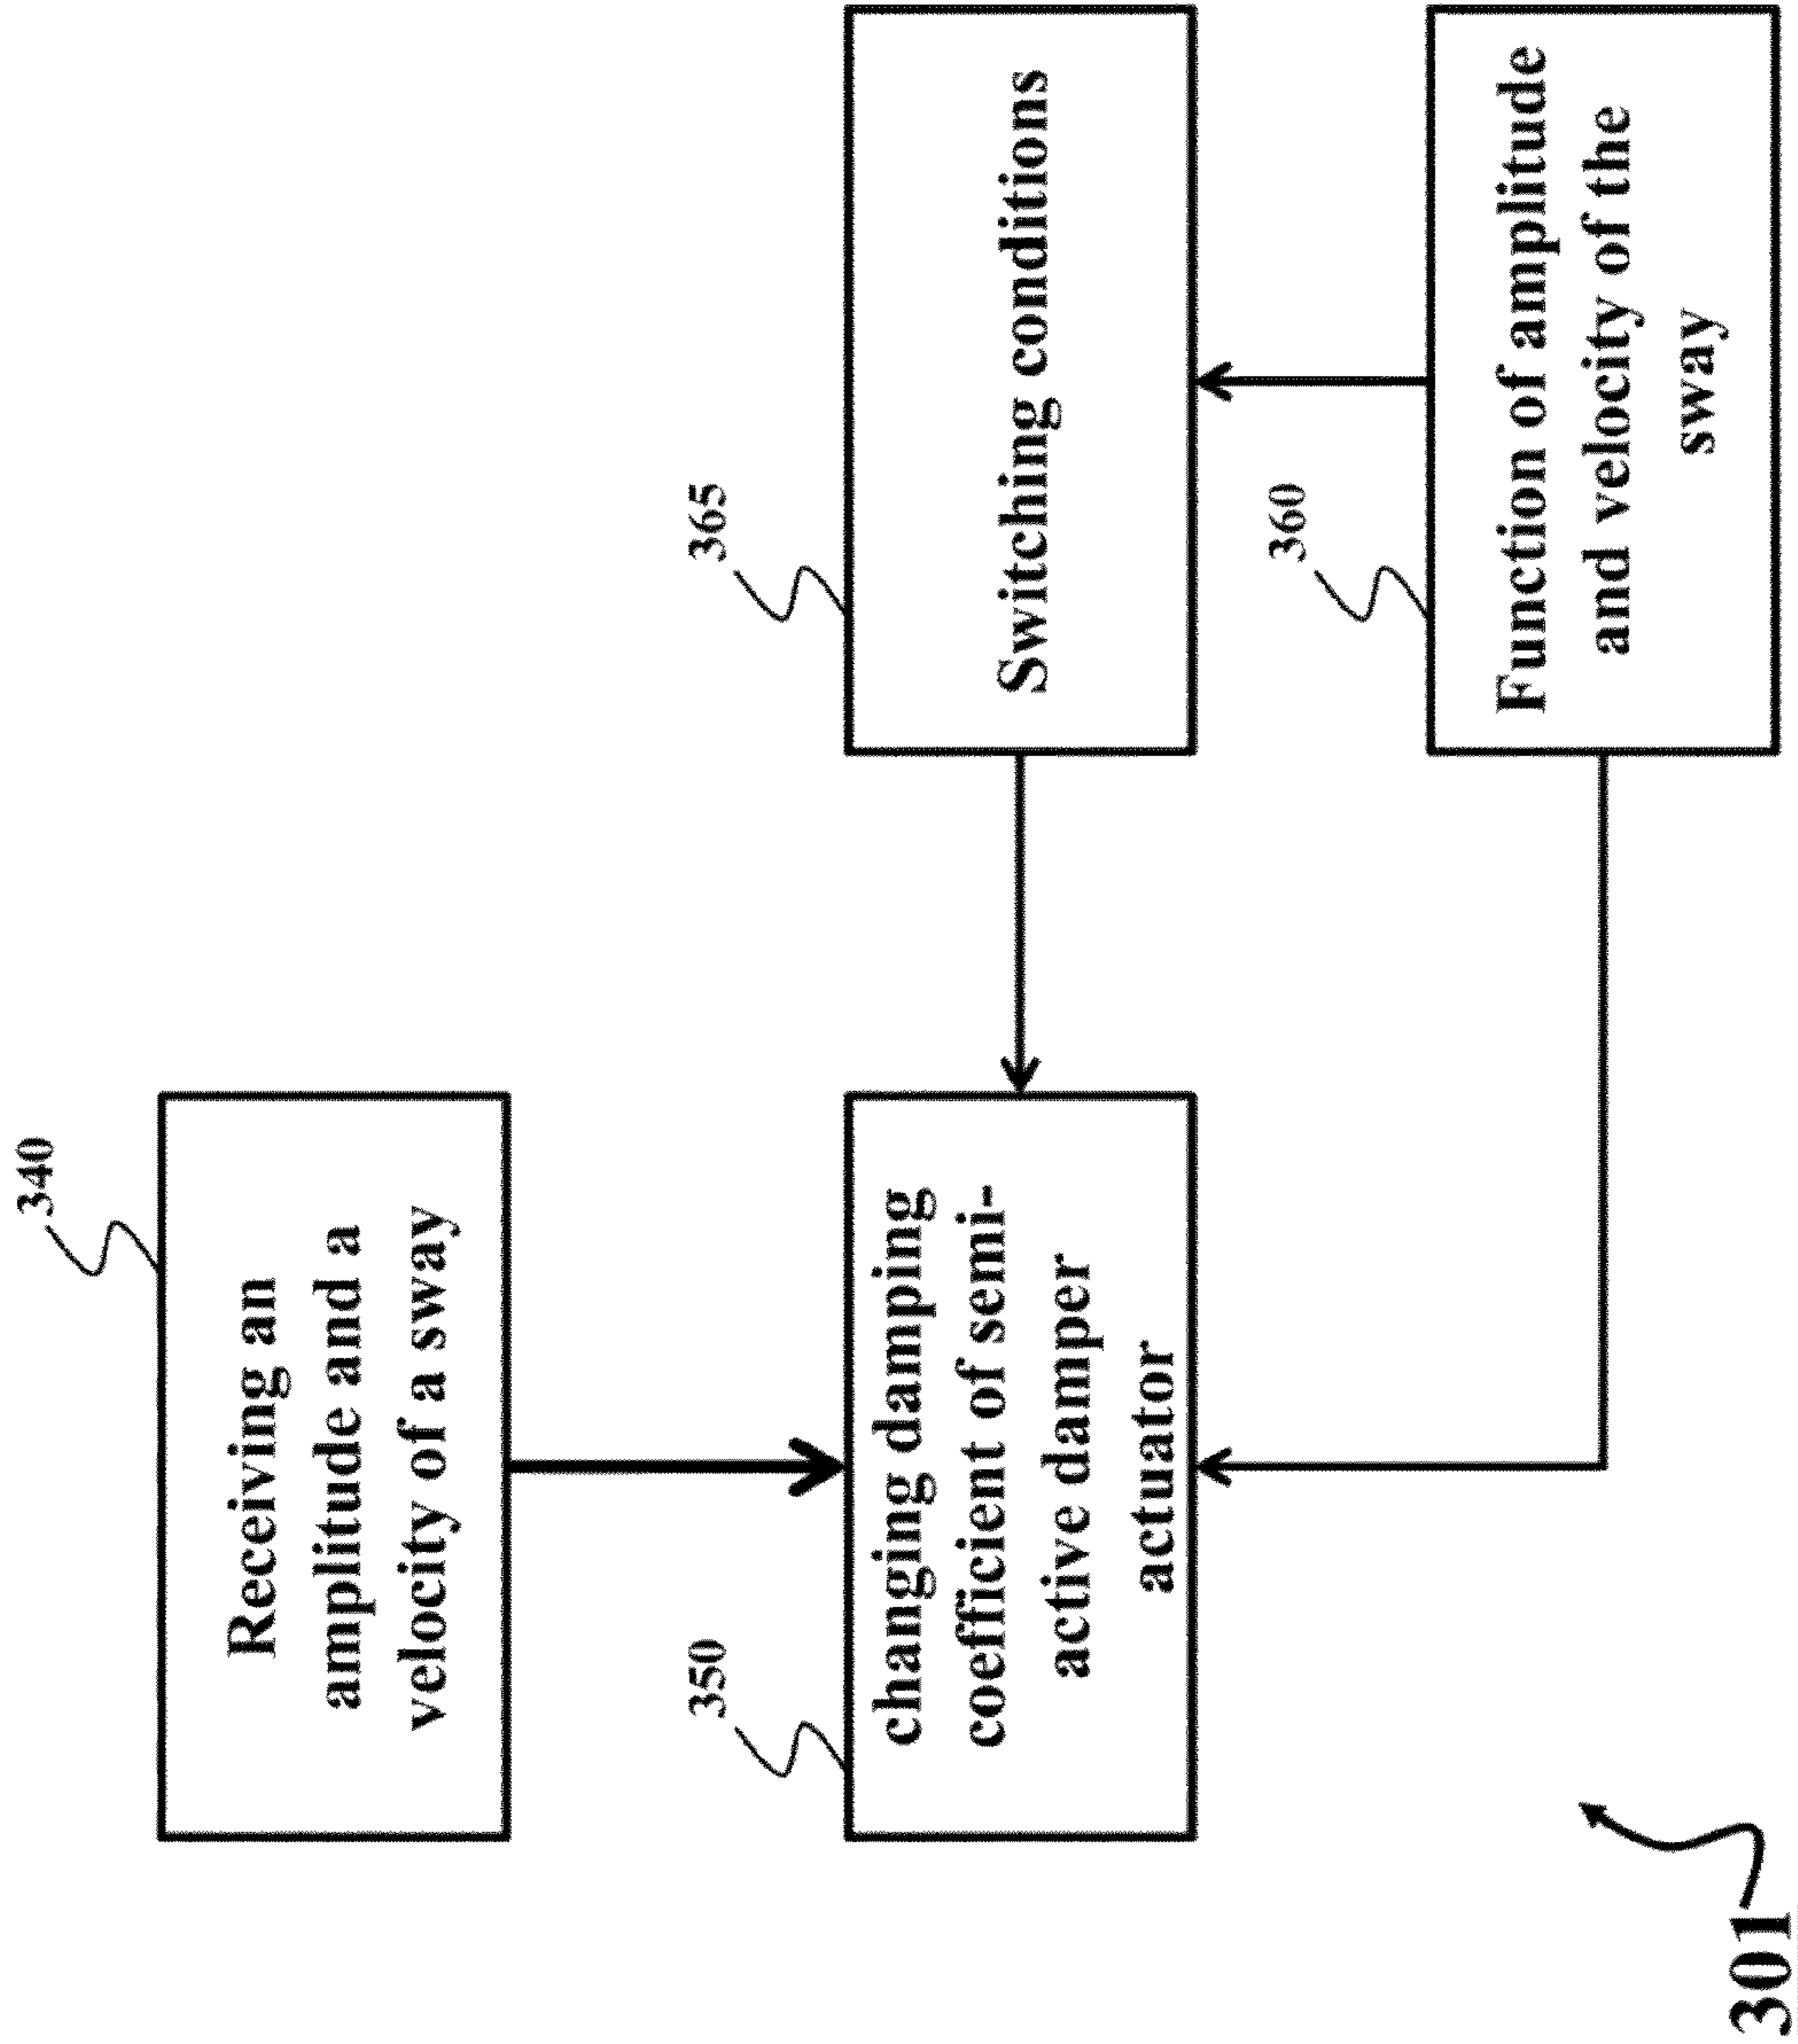 340
Receiving an
amplitude and a
velocity of a sway
350
changing damping
coefficient of semi-
active damper
actuator
365
Switching conditions
360
Function of amplitude
and velocity of the
sway
301